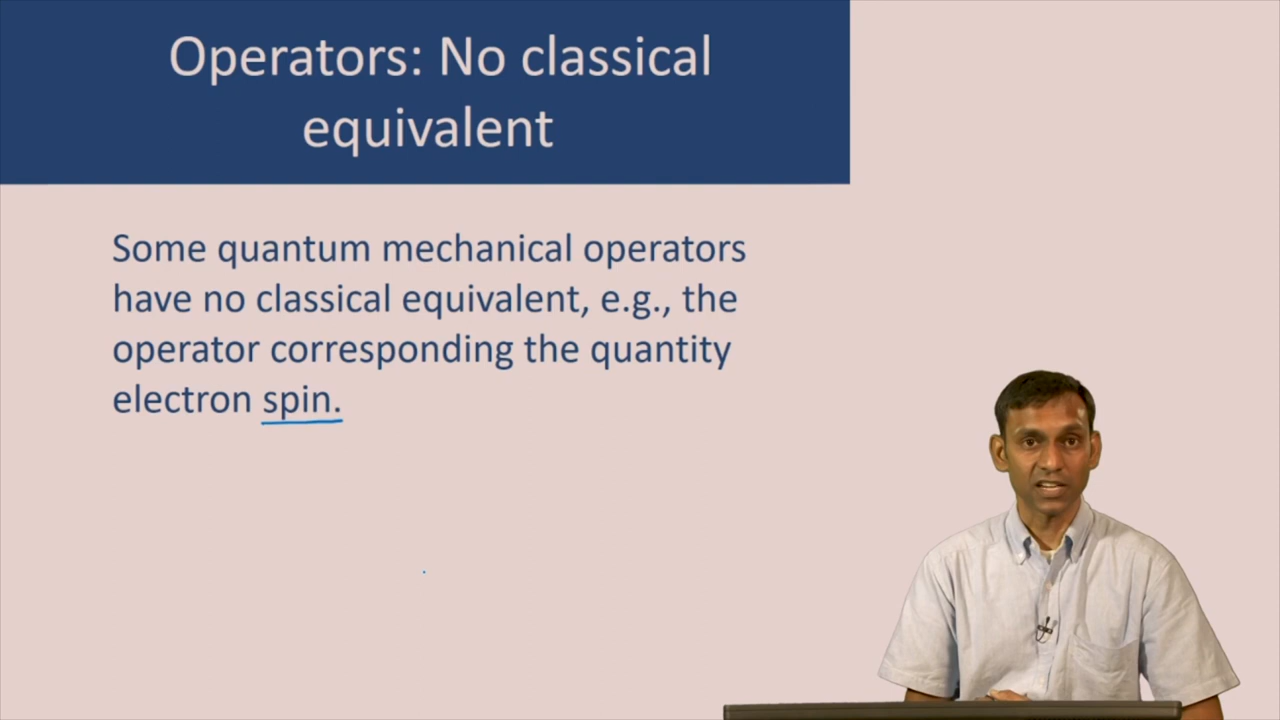 Operators: No classical
equivalent
Some quantum mechanical operators
have no classical equivalent, e.g., the
operator corresponding the quantity
electron spin.